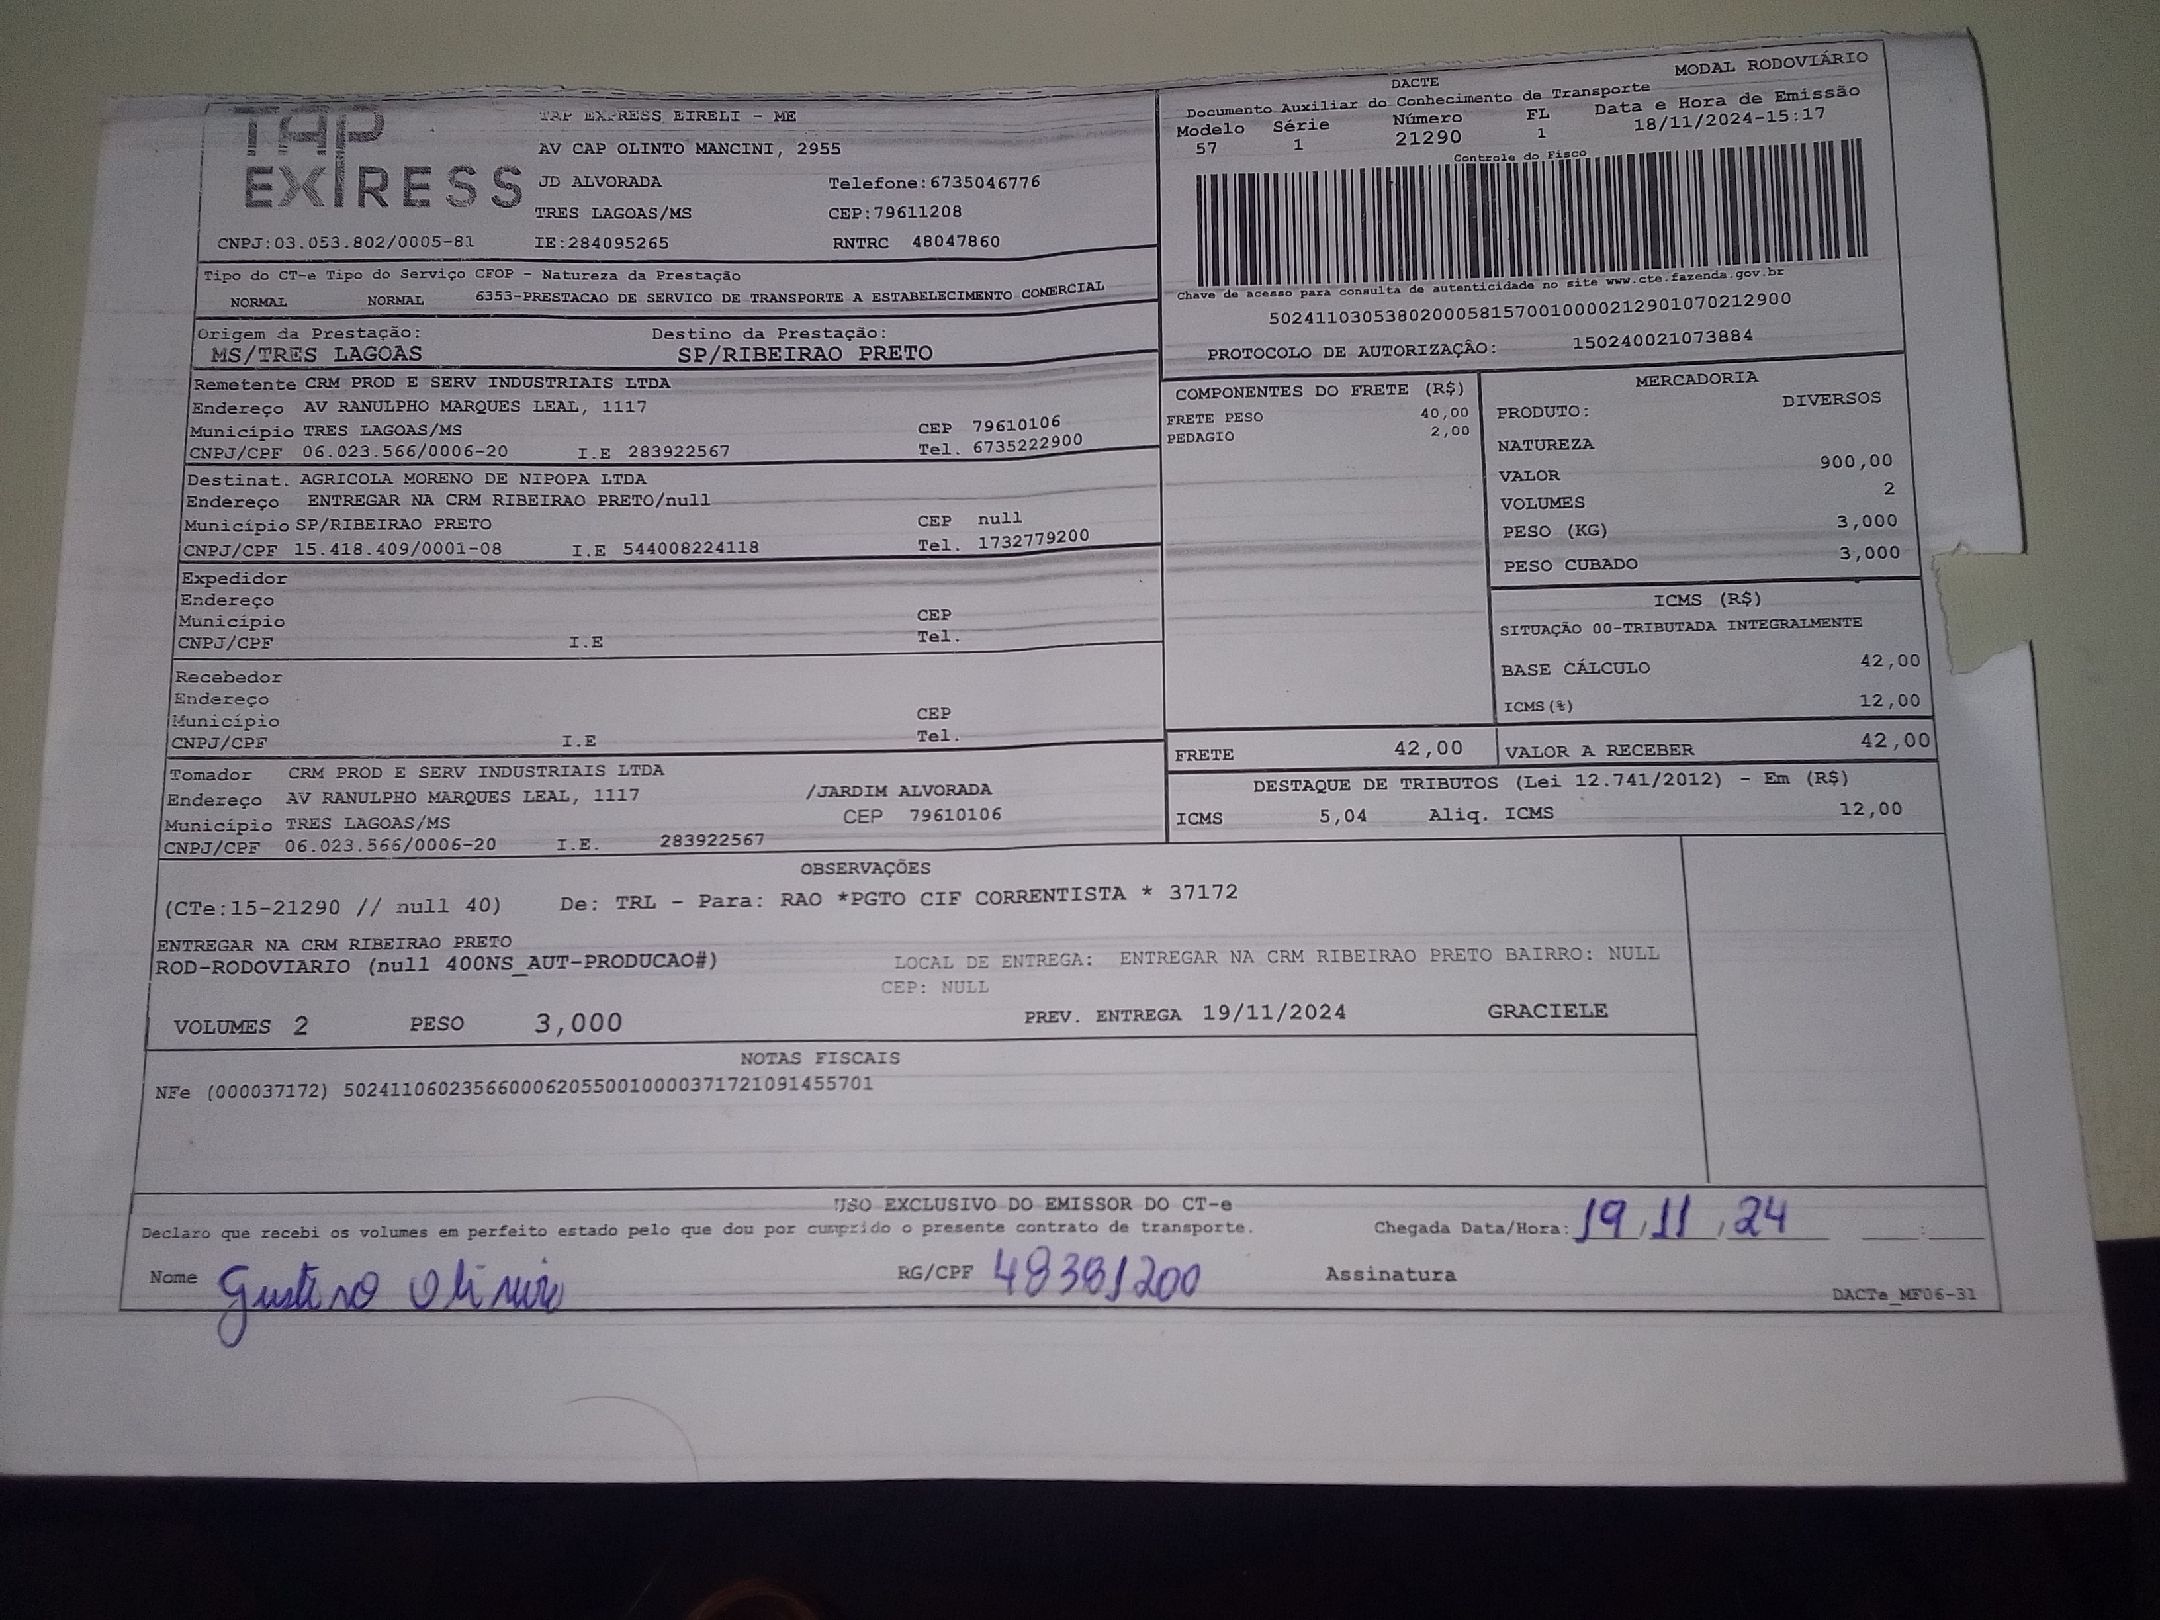 TAP EXPRESS
TAP EXPRESS EIRELI - ME
AV CAP OLINTO MANCINI, 2955
JD ALVORADA Telefone:6735046776
TRES LAGOAS/MS CEP:79611208
CNPJ:03.053.802/0005-81 IE:284095265 RNTRC 48047860
DACTE MODAL RODOVIÁRIO
Documento Auxiliar do Conhecimento de Transporte
Modelo Série Número FL Data e Hora de Emissão
57 1 21290 1 18/11/2024-15:17
Controle do Fisco
Chave de acesso para consulta de autenticidade no site www.cte.fazenda.gov.br
50241103053802000581570010000212901070212900
PROTOCOLO DE AUTORIZAÇÃO: 150240021073884
Tipo do CT-e Tipo do Serviço CFOP - Natureza da Prestação
NORMAL NORMAL 6353-PRESTACAO DE SERVICO DE TRANSPORTE A ESTABELECIMENTO COMERCIAL
Origem da Prestação: Destino da Prestação:
MS/TRES LAGOAS SP/RIBEIRAO PRETO
Remetente CRM PROD E SERV INDUSTRIAIS LTDA
Endereço AV RANULPHO MARQUES LEAL, 1117
Município TRES LAGOAS/MS CEP 79610106
CNPJ/CPF 06.023.566/0006-20 I.E 283922567 Tel. 6735222900
Destinat. AGRICOLA MORENO DE NIPOPA LTDA
Endereço ENTREGAR NA CRM RIBEIRAO PRETO/null
Município SP/RIBEIRAO PRETO CEP null
CNPJ/CPF 15.418.409/0001-08 I.E 544008224118 Tel. 1732779200
Expedidor
Endereço
Município CEP
CNPJ/CPF I.E Tel.
Recebedor
Endereço
Município CEP
CNPJ/CPF I.E Tel.
Tomador CRM PROD E SERV INDUSTRIAIS LTDA
Endereço AV RANULPHO MARQUES LEAL, 1117 /JARDIM ALVORADA
Município TRES LAGOAS/MS CEP 79610106
CNPJ/CPF 06.023.566/0006-20 I.E. 283922567
COMPONENTES DO FRETE (R$)
FRETE PESO 40,00
PEDAGIO 2,00
MERCADORIA
PRODUTO: DIVERSOS
NATUREZA
VALOR 900,00
VOLUMES 2
PESO (KG) 3,000
PESO CUBADO 3,000
ICMS (R$)
SITUAÇÃO 00-TRIBUTADA INTEGRALMENTE
BASE CÁLCULO 42,00
ICMS(%) 12,00
FRETE 42,00 VALOR A RECEBER 42,00
DESTAQUE DE TRIBUTOS (Lei 12.741/2012) - Em (R$)
ICMS 5,04 Aliq. ICMS 12,00
OBSERVAÇÕES
(CTe:15-21290 // null 40) De: TRL - Para: RAO *PGTO CIF CORRENTISTA * 37172
ENTREGAR NA CRM RIBEIRAO PRETO
ROD-RODOVIARIO (null 400NS_AUT-PRODUCAO#) LOCAL DE ENTREGA: ENTREGAR NA CRM RIBEIRAO PRETO BAIRRO: NULL
CEP: NULL
VOLUMES 2 PESO 3,000 PREV. ENTREGA 19/11/2024 GRACIELE
NOTAS FISCAIS
NFe (000037172) 50241106023566000620550010000371721091455701
USO EXCLUSIVO DO EMISSOR DO CT-e
Declaro que recebi os volumes em perfeito estado pelo que dou por cumprido o presente contrato de transporte. Chegada Data/Hora: 19/11/24 :
Nome RG/CPF 48381200 Assinatura
DACTe_MF06-31